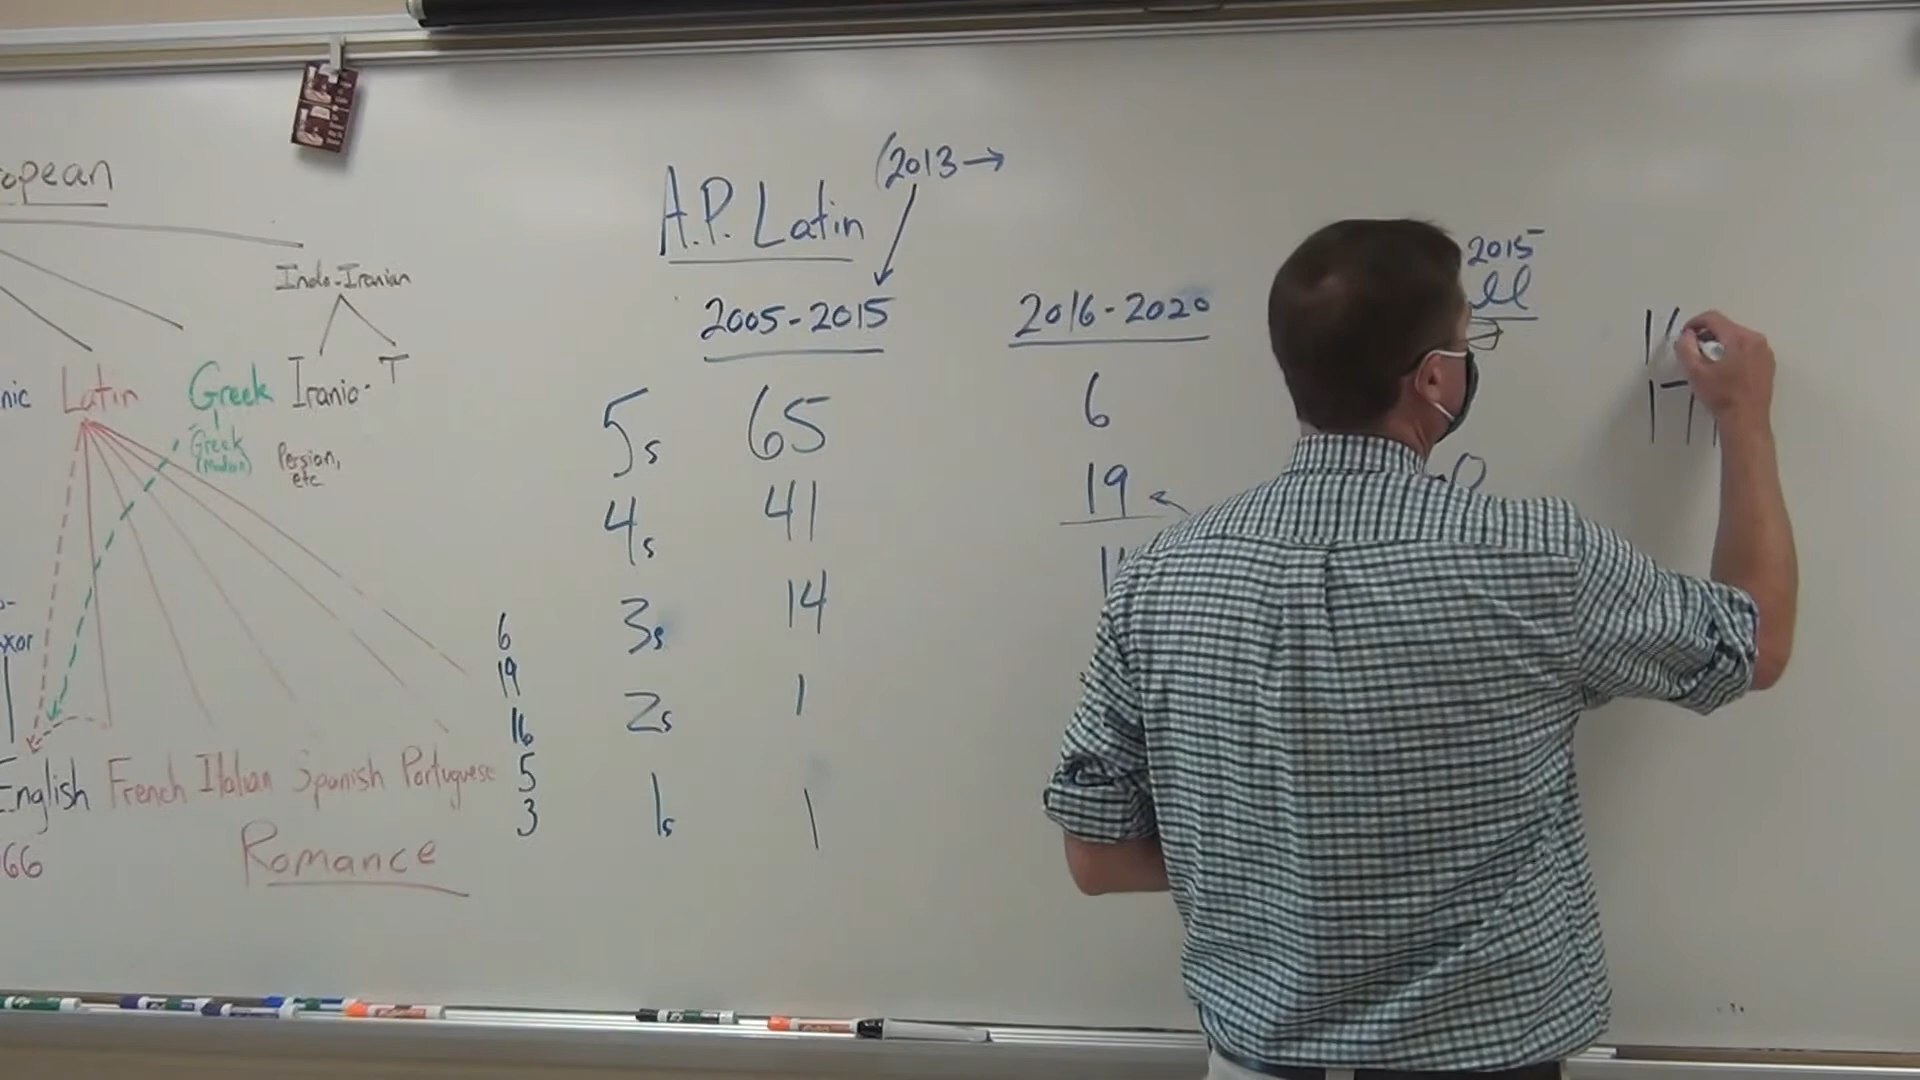 opean
Indo-Iranian
nic Latin Greek Iranio- T
Greek
(Modern)
Persian,
etc
English French Italian Spanish Portuguese
Romance
66
A.P. Latin (2013 →
2005-2015
5s 65
4s 41
3s 14
2s 1
1s 1
6
19
16
5
3
2016-2020
6
19
2015